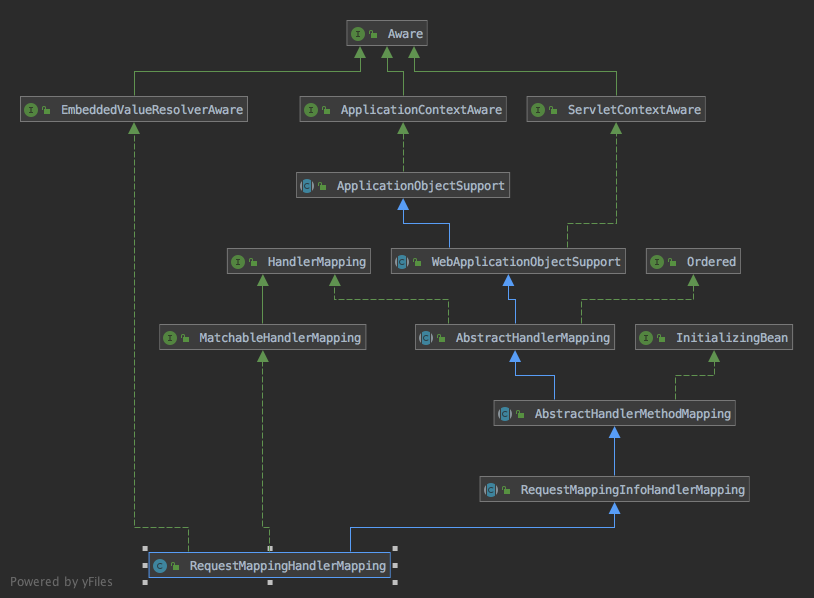 Aware
EmbeddedValueResolverAware
ApplicationContextAware
ServletContextAware
ApplicationObjectSupport
HandlerMapping
WebApplicationObjectSupport
Ordered
MatchableHandlerMapping
AbstractHandlerMapping
InitializingBean
AbstractHandlerMethodMapping
RequestMappingInfoHandlerMapping
RequestMappingHandlerMapping
Powered by yFiles